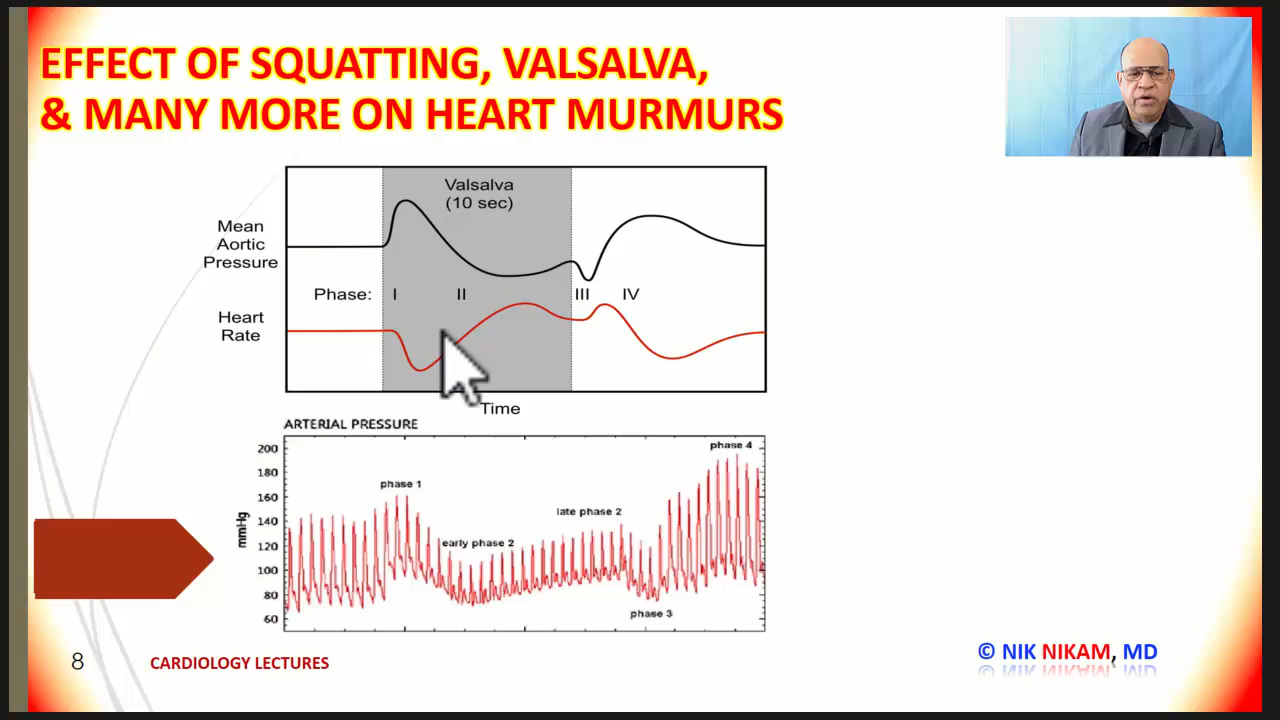 EFFECT OF SQUATTING, VALSALVA,
& MANY MORE ON HEART MURMURS
Valsalva
(10 sec)
Mean
Aortic
Pressure
Phase: I II III IV
Heart
Rate
Time
ARTERIAL PRESSURE
mmHg
200
180
160
140
120
100
80
60
phase 1
early phase 2
late phase 2
phase 3
phase 4
8
CARDIOLOGY LECTURES
© NIK NIKAM, MD